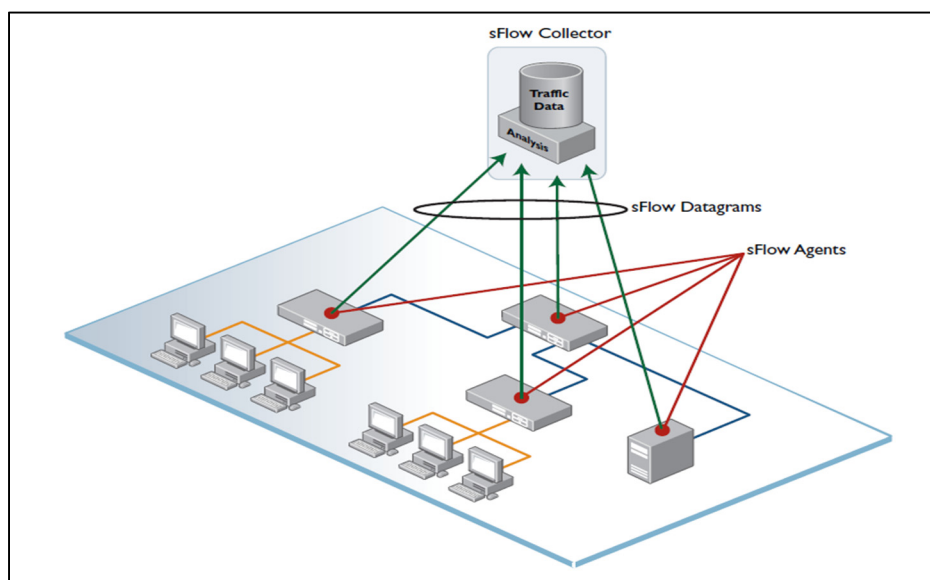 sFlow Collector
Traffic
Data
Analysis
sFlow Datagrams
sFlow Agents